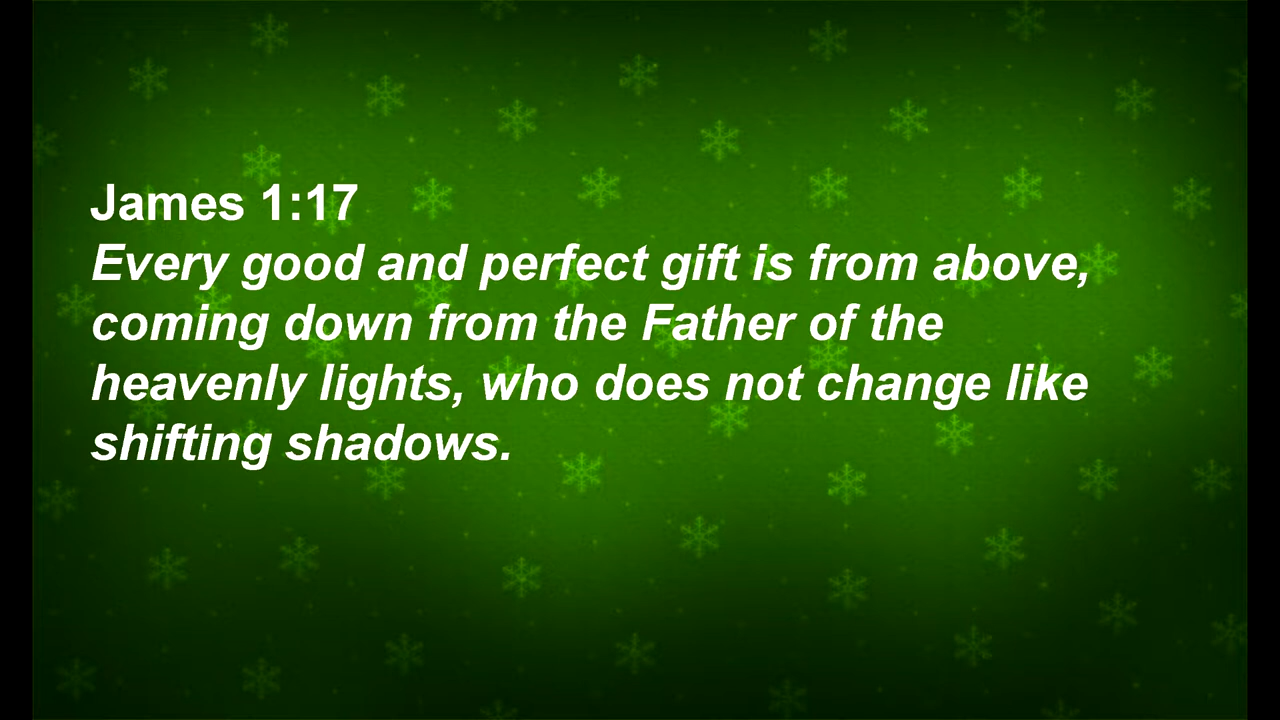 James 1:17
Every good and perfect gift is from above,
coming down from the Father of the
heavenly lights, who does not change like
shifting shadows.